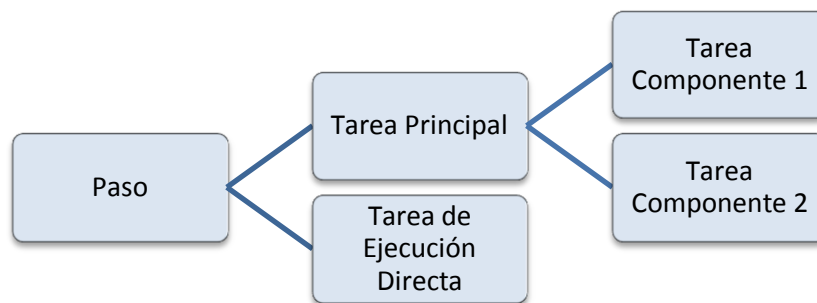 Paso
Tarea Principal
Tarea de
Ejecución
Directa
Tarea
Componente 1
Tarea
Componente 2